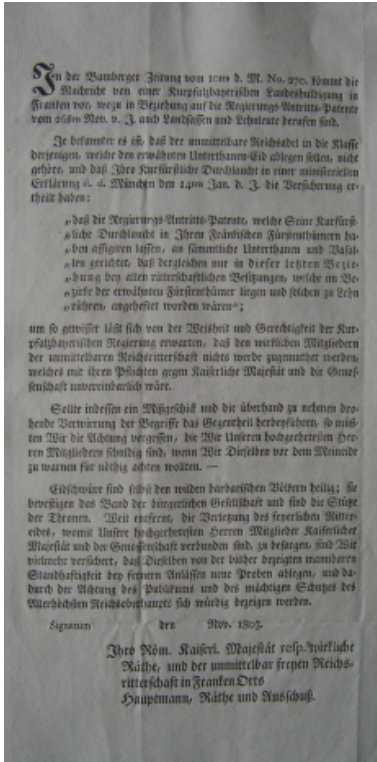 In der Bamberger Zeitung vom 10ten d. M. No. 270. kömmt die
Nachricht von einer Kurpfalzbayerischen Landeshuldigung in
Franken vor, wozu in Beziehung auf die Regierungs-Antritts-Patente
vom 26sten Nov. v. J. auch Landsassen und Lehnleute berufen sind.
Je bekannter es ist, daß der unmittelbare Reichsadel in die Klasse
derjenigen, welche den erwähnten Unterthanen-Eid ablegen sollen, nicht
gehöre, und daß Ihro Kurfürstliche Durchlaucht in einer ministeriellen
Erklärung d. d. München den 14ten Jan. d. J. die Versicherung er-
theilt haben:
„daß die Regierungs-Antritts-Patente, welche Seine Kurfürst-
„liche Durchlaucht in Ihren Fränkischen Fürstenthümern ha-
„ben affigiren lassen, an sämmtliche Unterthanen und Vasal-
„len gerichtet, daß dergleichen nur in dieser letzten Bezie-
„hung bey allen ritterschaftlichen Besitzungen, welche im Be-
„zirke der erwähnten Fürstenthümer liegen und solchen zu Lehn
„rühren, angeheftet worden wären“;
um so gewisser läßt sich von der Weisheit und Gerechtigkeit der Kur-
pfalzbayerischen Regierung erwarten, daß den wirklichen Mitgliedern
der unmittelbaren Reichsritterschaft nichts werde zugemuthet werden,
welches mit ihren Pflichten gegen Kaiserliche Majestät und die Genos-
senschaft unvereinbarlich wäre.
Sollte indessen ein Mißgeschick und die überhand zu nehmen dro-
hende Verwirrung der Begriffe das Gegentheil herbeyführen, so müß-
ten Wir die Achtung vergessen, die Wir Unseren hochgeehrtesten Her-
ren Mitgliedern schuldig sind, wenn Wir Dieselben vor dem Meineide
zu warnen für nöthig achten wollten. —
Eidschwüre sind selbst den wilden barbarischen Völkern heilig; sie
bevestigen das Band der bürgerlichen Gesellschaft und sind die Stütze
der Thronen. Weit entfernt, die Verletzung des feyerlichen Ritter-
eides, womit Unsere hochgeehrtesten Herren Mitglieder Kaiserlicher
Majestät und der Genossenschaft verbunden sind, zu besorgen, sind Wir
vielmehr versichert, daß Dieselben von der bisher bezeigten mannbaren
Standhaftigkeit bey fernern Anlässen neue Proben ablegen, und da-
durch der Achtung des Publikums und des mächtigen Schutzes des
Allerhöchsten Reichsoberhaupts sich würdig bezeigen werden.
Signatum den Nov. 1803.
Ihro Röm. Kaiserl. Majestät resp. wirkliche
Räthe, und der unmittelbar freyen Reichs-
ritterschaft in Franken Orts
Hauptmann, Räthe und Ausschuß.